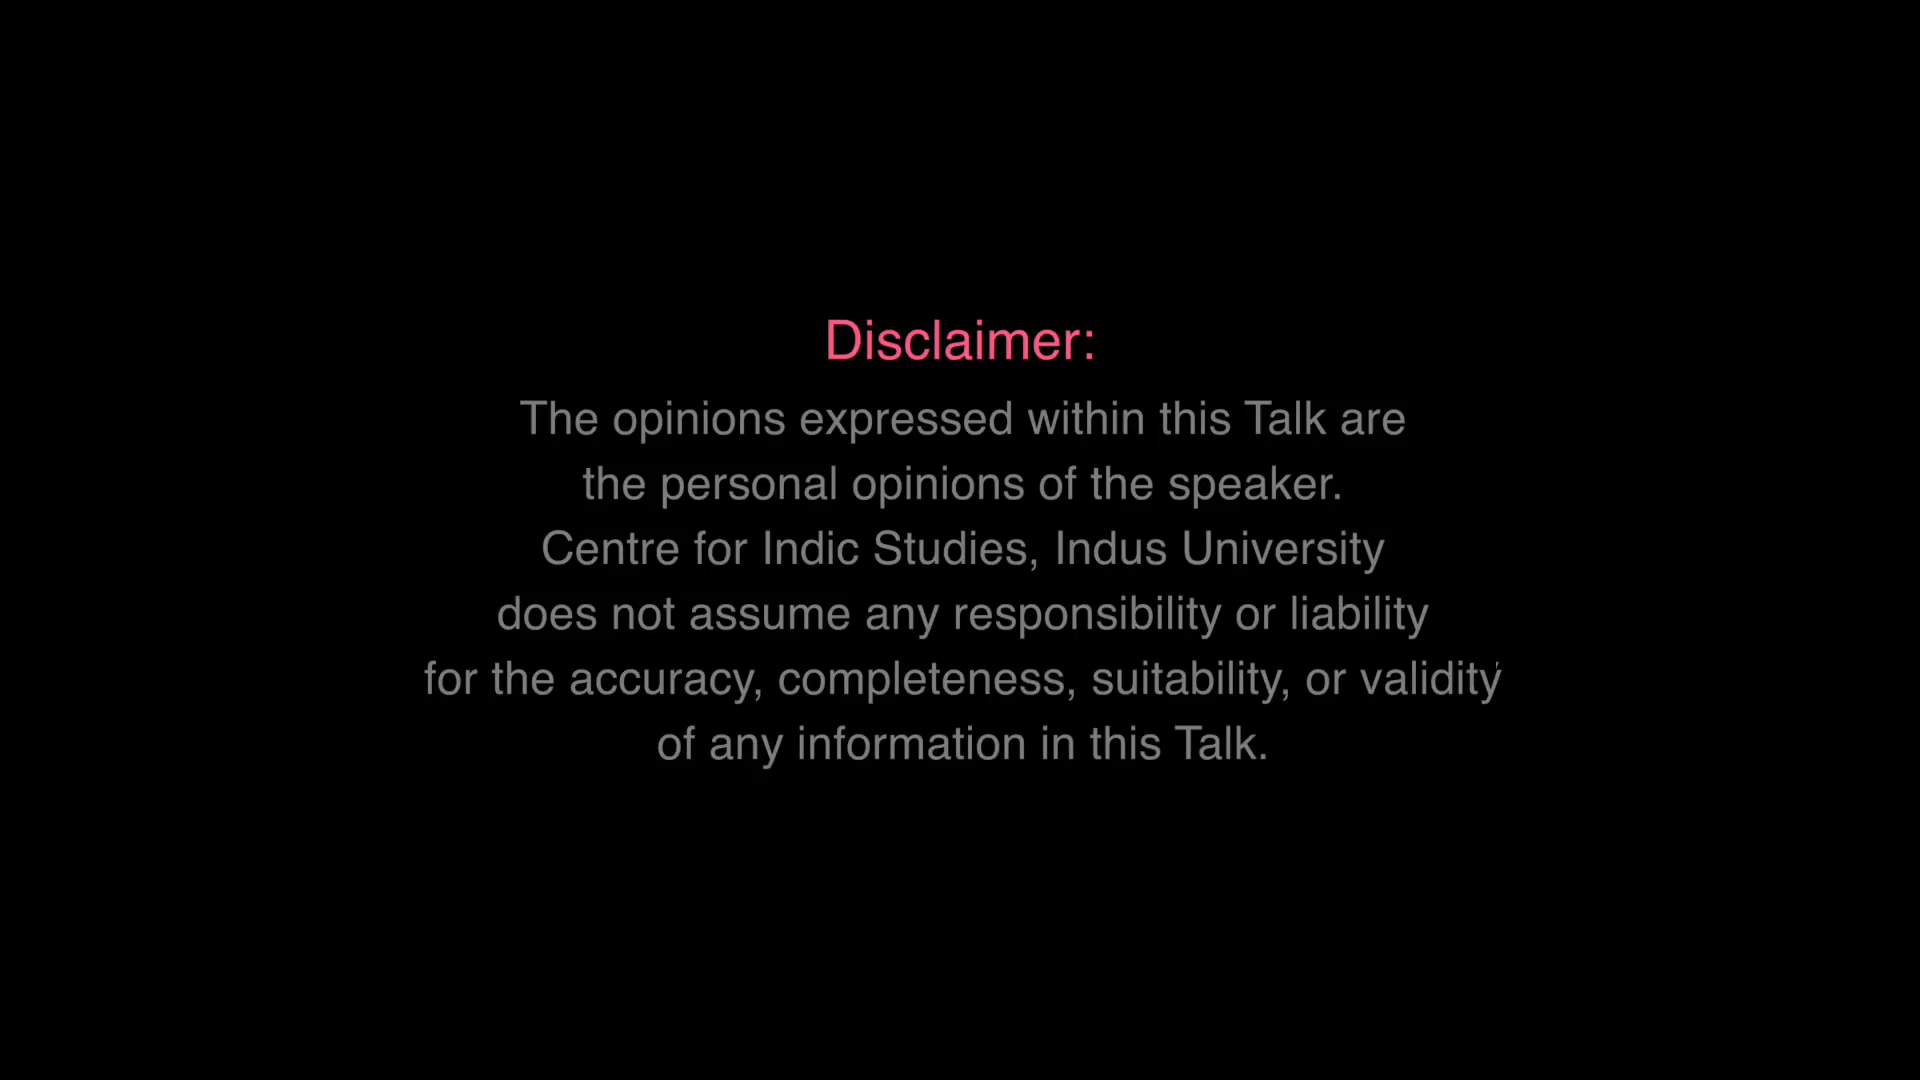 Disclaimer:
The opinions expressed within this Talk are
the personal opinions of the speaker.
Centre for Indic Studies, Indus University
does not assume any responsibility or liability
for the accuracy, completeness, suitability, or validity
of any information in this Talk.